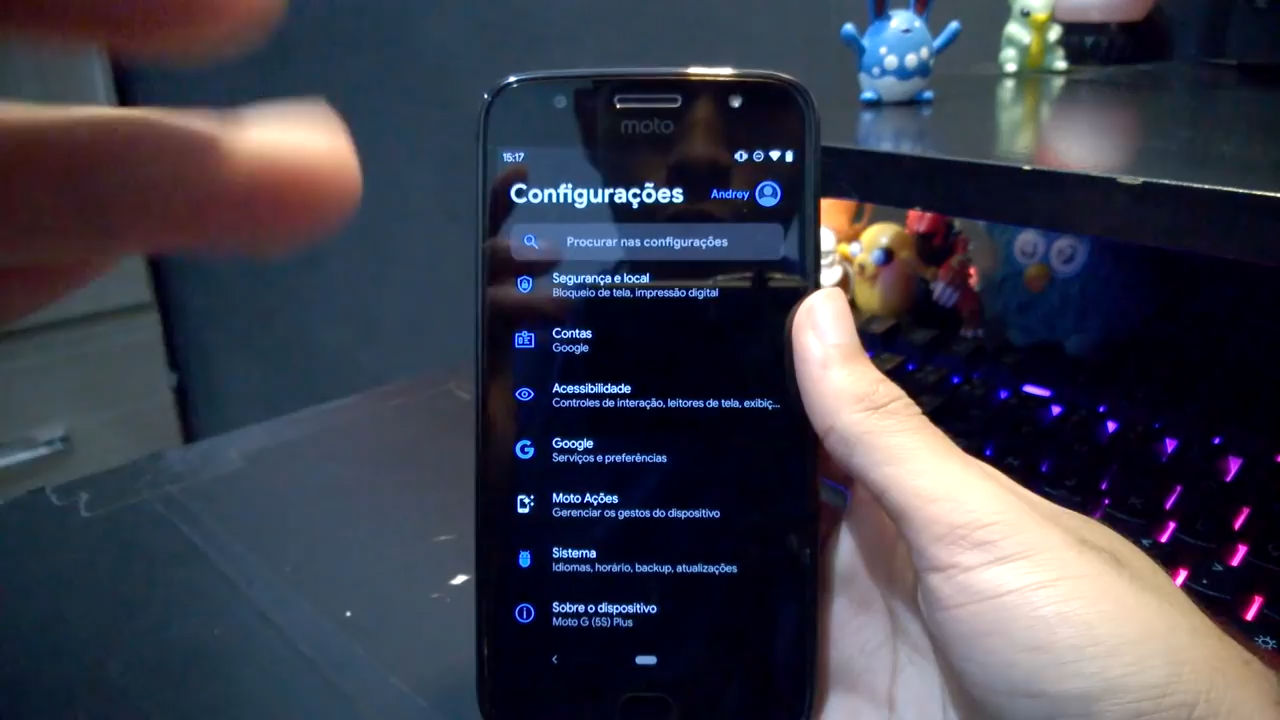 moto
15:17
Configurações
Andrey
Procurar nas configurações
Segurança e local
Bloqueio de tela, impressão digital
Contas
Google
Acessibilidade
Controles de interação, leitores de tela, exibiç...
Google
Serviços e preferências
Moto Ações
Gerenciar os gestos do dispositivo
Sistema
Idiomas, horário, backup, atualizações
Sobre o dispositivo
Moto G (5S) Plus